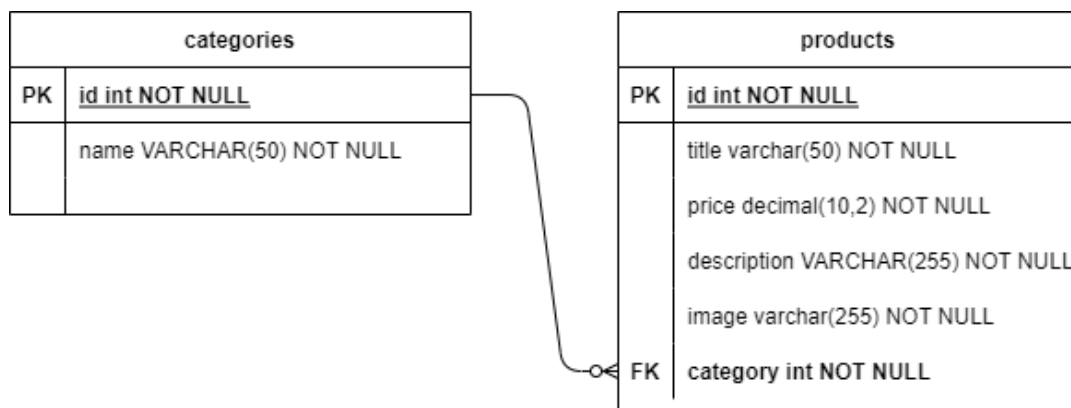 categories
PK id int NOT NULL
name VARCHAR(50) NOT NULL
products
PK id int NOT NULL
title varchar(50) NOT NULL
price decimal(10,2) NOT NULL
description VARCHAR(255) NOT NULL
image varchar(255) NOT NULL
FK category int NOT NULL